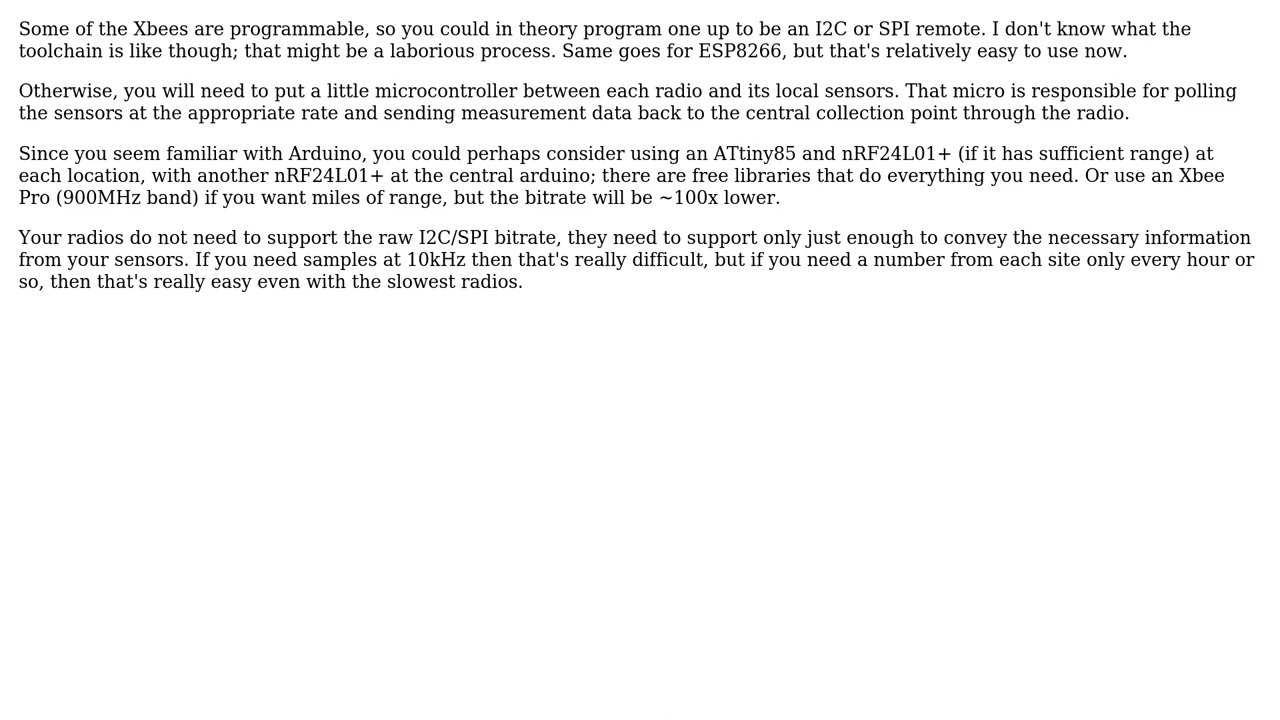 Some of the Xbees are programmable, so you could in theory program one up to be an I2C or SPI remote. I don't know what the
toolchain is like though; that might be a laborious process. Same goes for ESP8266, but that's relatively easy to use now.
Otherwise, you will need to put a little microcontroller between each radio and its local sensors. That micro is responsible for polling
the sensors at the appropriate rate and sending measurement data back to the central collection point through the radio.
Since you seem familiar with Arduino, you could perhaps consider using an ATtiny85 and nRF24L01+ (if it has sufficient range) at
each location, with another nRF24L01+ at the central arduino; there are free libraries that do everything you need. Or use an Xbee
Pro (900MHz band) if you want miles of range, but the bitrate will be ~100x lower.
Your radios do not need to support the raw I2C/SPI bitrate, they need to support only just enough to convey the necessary information
from your sensors. If you need samples at 10kHz then that's really difficult, but if you need a number from each site only every hour or
so, then that's really easy even with the slowest radios.